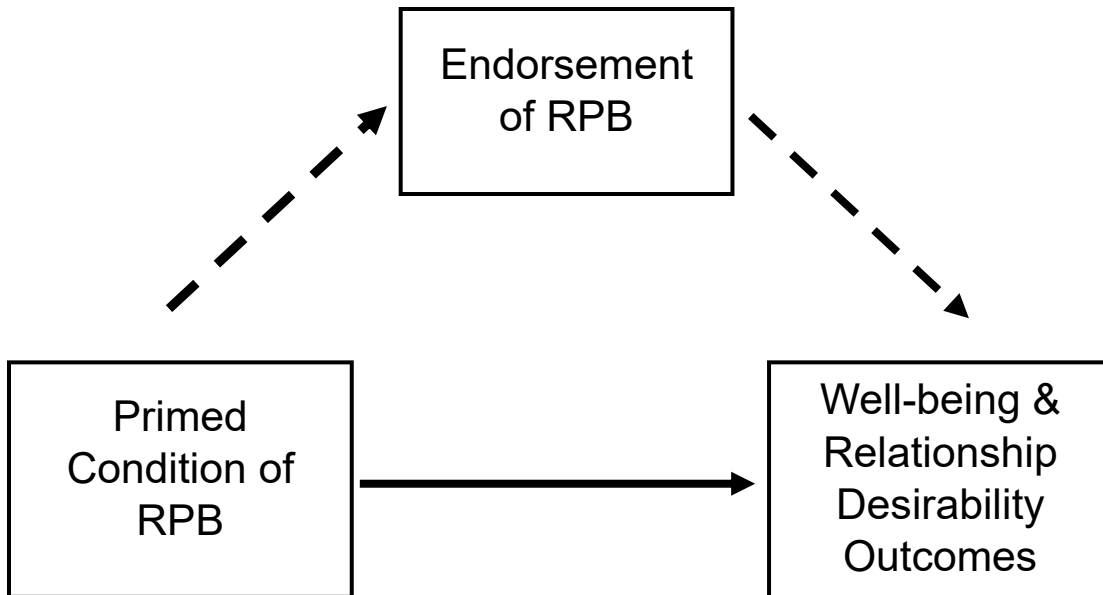 Endorsement
of RPB
Primed
Condition of
RPB
Well-being &
Relationship
Desirability
Outcomes